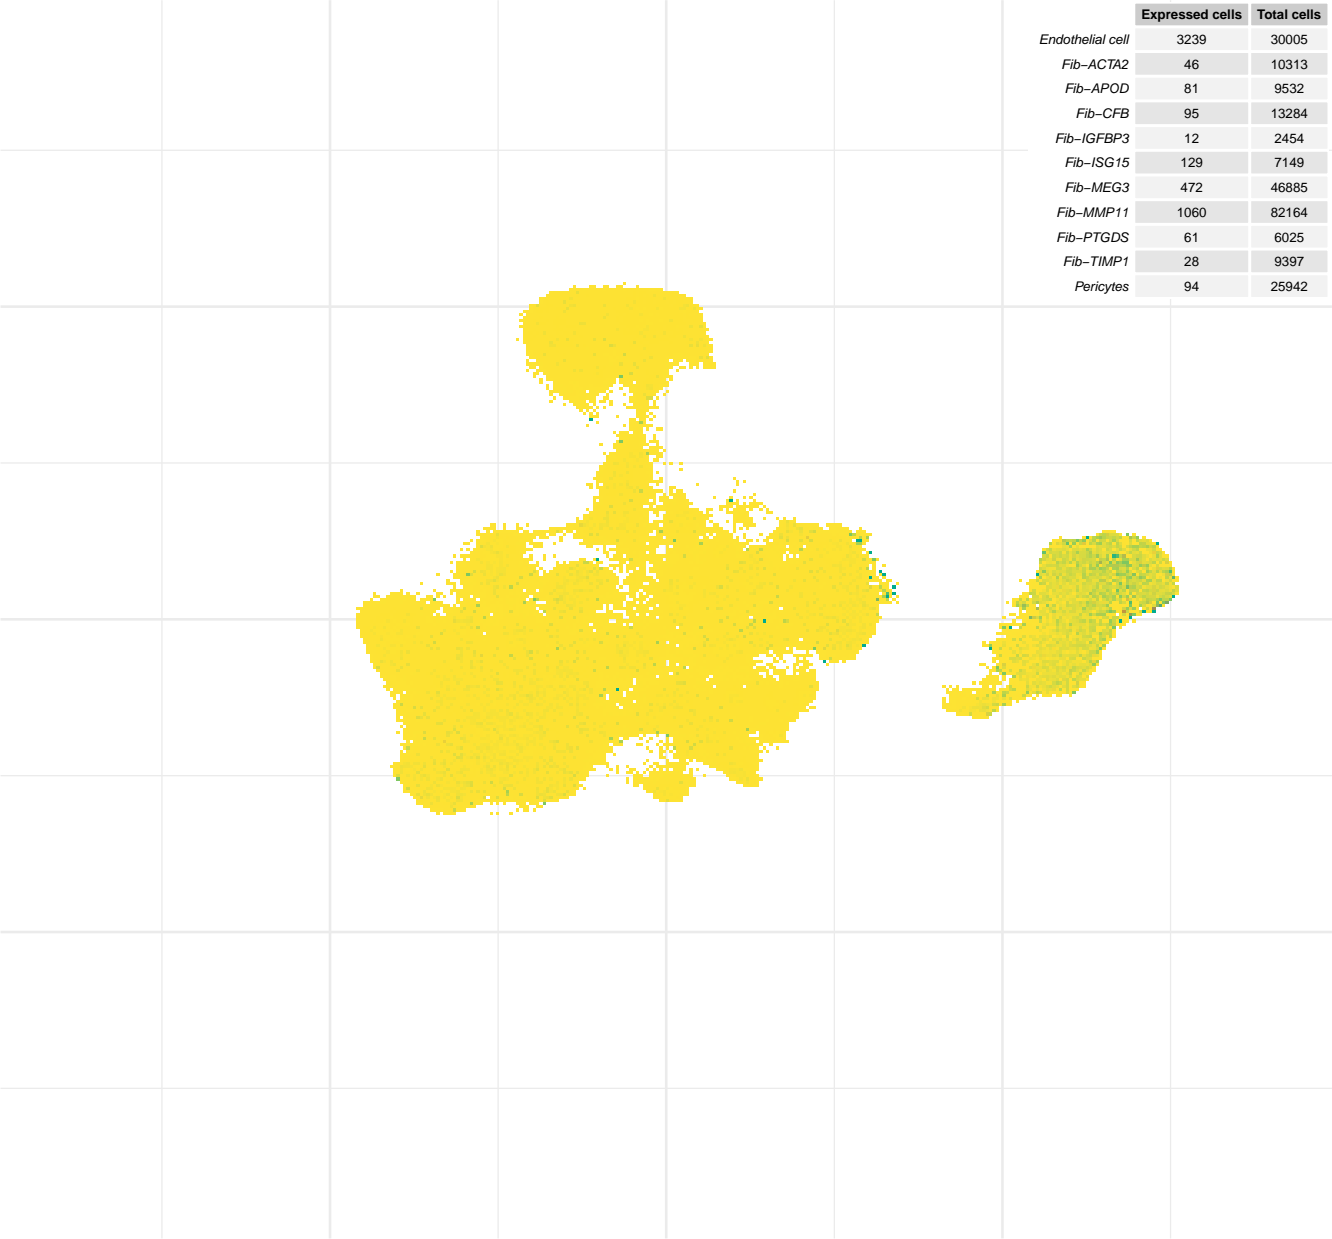 Expressed cells Total cells
Endothelial cell 3239 30005
Fib−ACTA2 46 10313
Fib−APOD 81 9532
Fib−CFB 95 13284
Fib−IGFBP3 12 2454
Fib−ISG15 129 7149
Fib−MEG3 472 46885
Fib−MMP11 1060 82164
Fib−PTGDS 61 6025
Fib−TIMP1 28 9397
Pericytes 94 25942